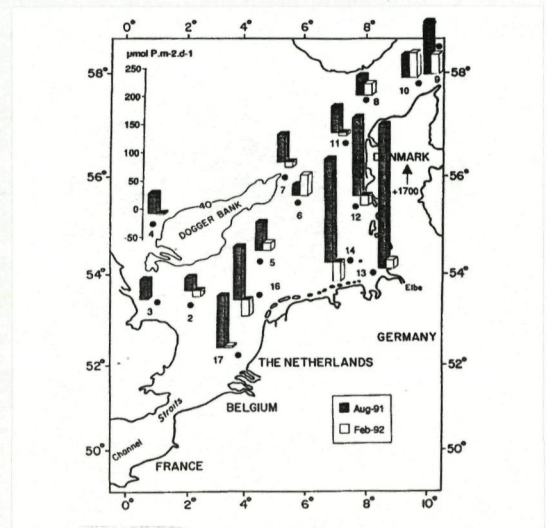 0° 2° 4° 6° 8° 10°
µmol P.m-2.d-1
250
200
150
100
50
0
-50
58°
56°
54°
52°
50°
58°
56°
54°
52°
50°
9
10
8
11
NMARK
+1700
7
6
12
40
DOGGER BANK
4
5
14
13
16
Elbe
3
2
17
GERMANY
THE NETHERLANDS
BELGIUM
Straits
Channel
FRANCE
Aug-91
Feb-92
0° 2° 4° 6° 8° 10°